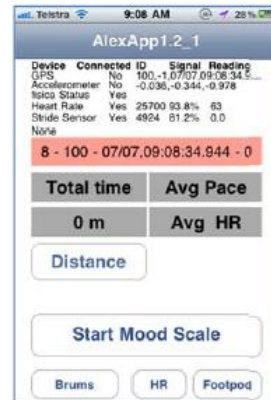 Telstra 9:08 AM 28%
AlexApp1.2_1
Device Connected ID Signal Reading
GPS No 100,-1,07/07,09:08:34.9...
Accelerometer No -0.036,-0.344,-0.978
fisica Status Yes
Heart Rate Yes 25700 93.8% 63
Stride Sensor Yes 4924 81.2% 0.0
None
8 - 100 - 07/07,09:08:34.944 - 0
Total time Avg Pace
0 m Avg HR
Distance
Start Mood Scale
Brums HR Footpod